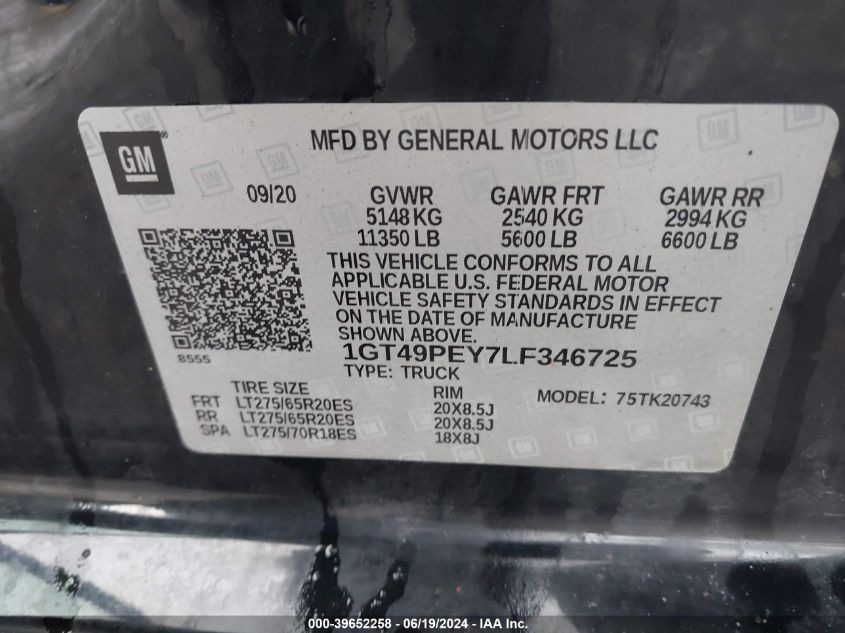 GM
MFD BY GENERAL MOTORS LLC
09/20 GVWR GAWR FRT GAWR RR
5148 KG 2540 KG 2994 KG
11350 LB 5600 LB 6600 LB
THIS VEHICLE CONFORMS TO ALL
APPLICABLE U.S. FEDERAL MOTOR
VEHICLE SAFETY STANDARDS IN EFFECT
ON THE DATE OF MANUFACTURE
SHOWN ABOVE.
8555
1GT49PEY7LF346725
TYPE: TRUCK
TIRE SIZE RIM MODEL: 75TK20743
FRT LT275/65R20ES 20X8.5J
RR LT275/65R20ES 20X8.5J
SPA LT275/70R18ES 18X8J
000-39652258 - 06/19/2024 - IAA Inc.